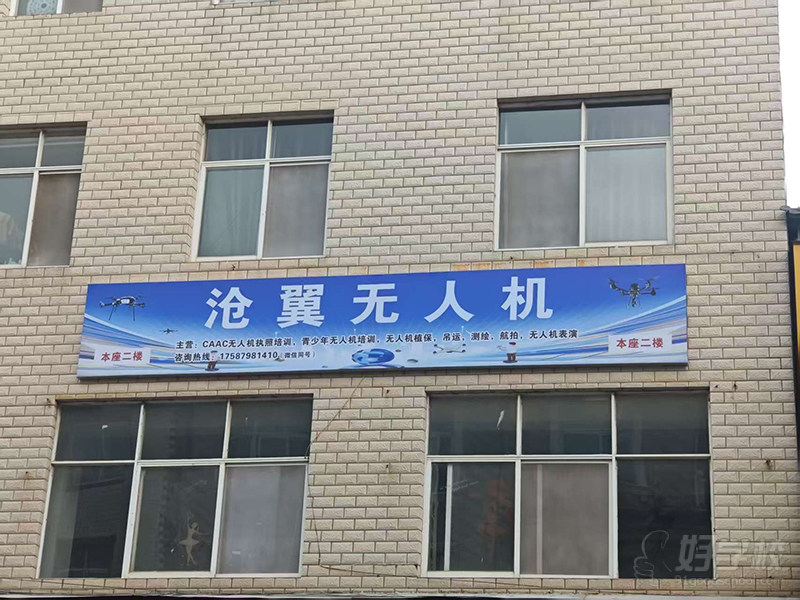 沧翼无人机
主营：CAAC无人机执照培训、青少年无人机培训、无人机植保、吊运、测绘、航拍、无人机表演
咨询热线：17587981410（微信同号）
本座二楼
本座二楼
好学校